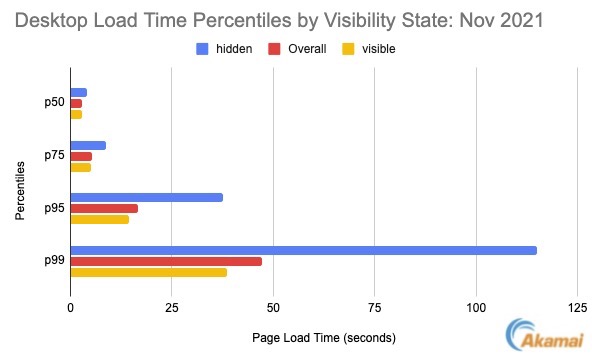 Desktop Load Time Percentiles by Visibility State: Nov 2021
hidden Overall visible
Percentiles
p50
p75
p95
p99
0 25 50 75 100 125
Page Load Time (seconds)
Akamai